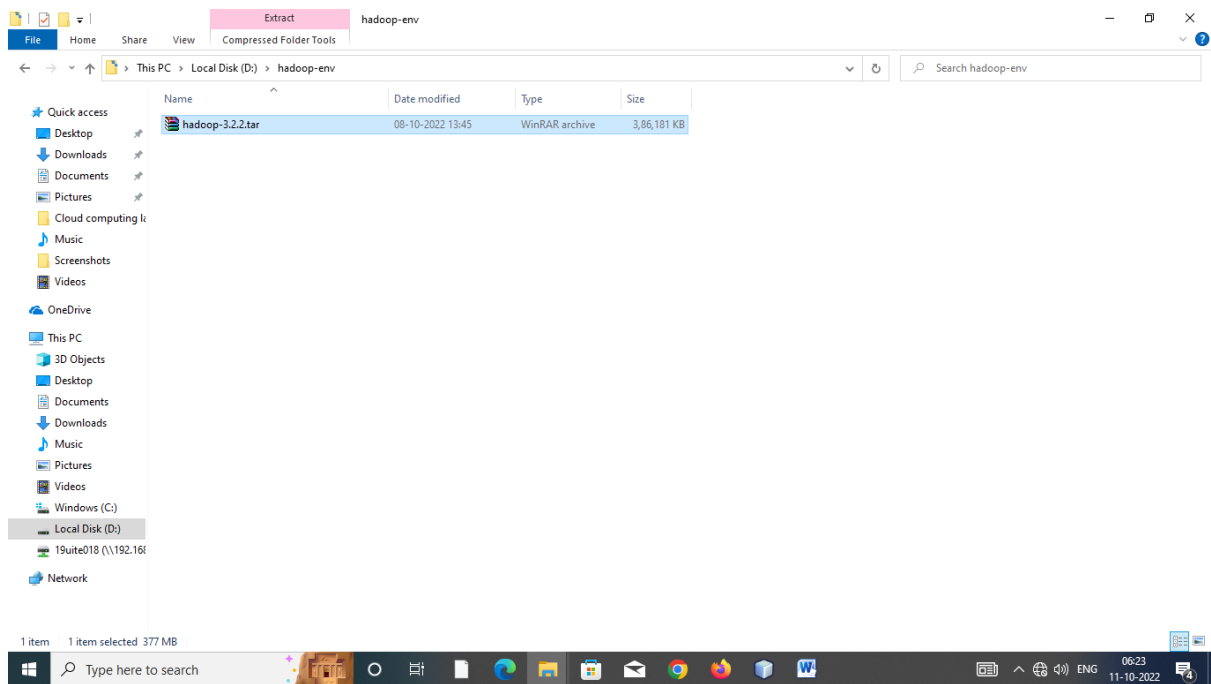 Extract
hadoop-env
File Home Share View Compressed Folder Tools
This PC › Local Disk (D:) › hadoop-env
Search hadoop-env
Name Date modified Type Size
hadoop-3.2.2.tar 08-10-2022 13:45 WinRAR archive 3,86,181 KB
Quick access
Desktop
Downloads
Documents
Pictures
Cloud computing la
Music
Screenshots
Videos
OneDrive
This PC
3D Objects
Desktop
Documents
Downloads
Music
Pictures
Videos
Windows (C:)
Local Disk (D:)
19uite018 (\\192.168
Network
1 item 1 item selected 377 MB
Type here to search
ENG
06:23
11-10-2022
4